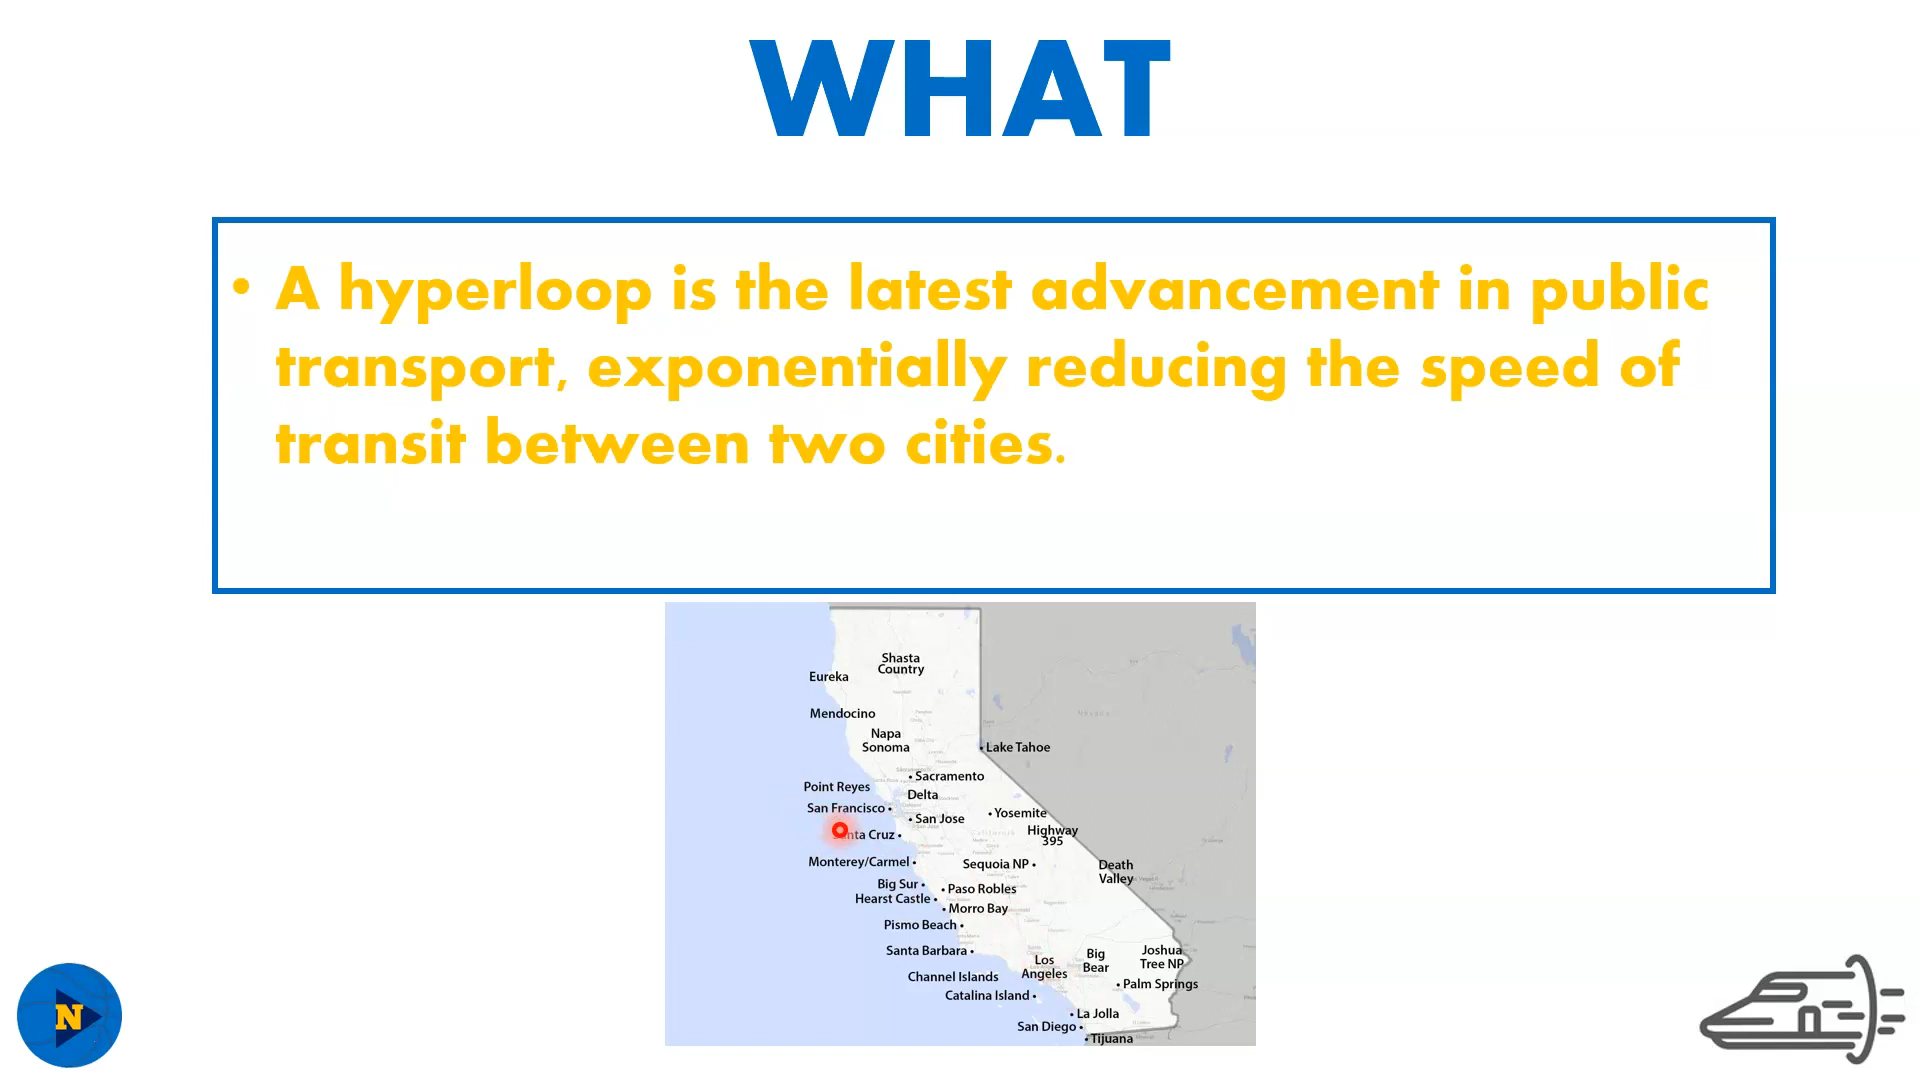 WHAT
• A hyperloop is the latest advancement in public
transport, exponentially reducing the speed of
transit between two cities.
Shasta
Country
Eureka
Mendocino
Napa
Sonoma
• Lake Tahoe
• Sacramento
Point Reyes
Delta
San Francisco •
• San Jose
• Yosemite
Highway
395
nta Cruz •
Monterey/Carmel •
Sequoia NP •
Death
Valley
Big Sur •
• Paso Robles
Hearst Castle •
• Morro Bay
Pismo Beach •
Santa Barbara •
Los
Angeles
Big
Bear
Joshua
Tree NP
Channel Islands
• Palm Springs
Catalina Island •
• La Jolla
San Diego •
• Tijuana
N